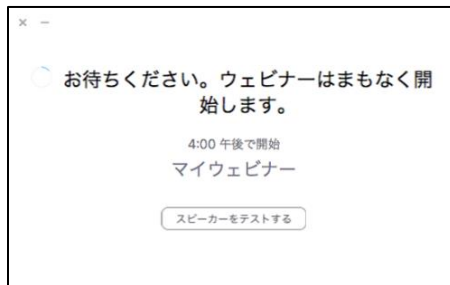 お待ちください。ウェビナーはまもなく開
始します。
4:00 午後で開始
マイウェビナー
スピーカーをテストする